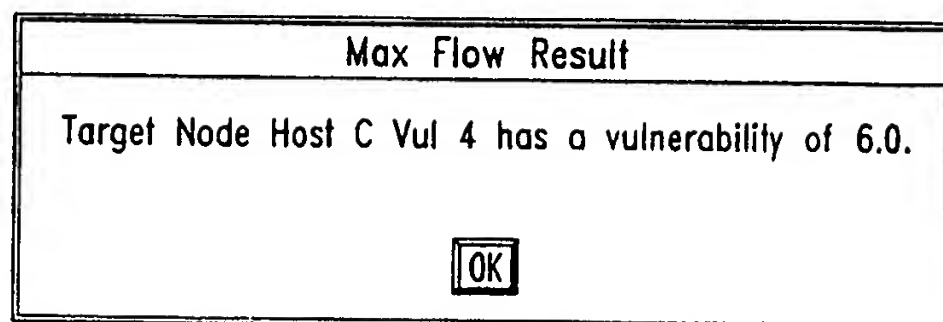 Max Flow Result
Target Node Host C Vul 4 has a vulnerability of 6.0.
OK